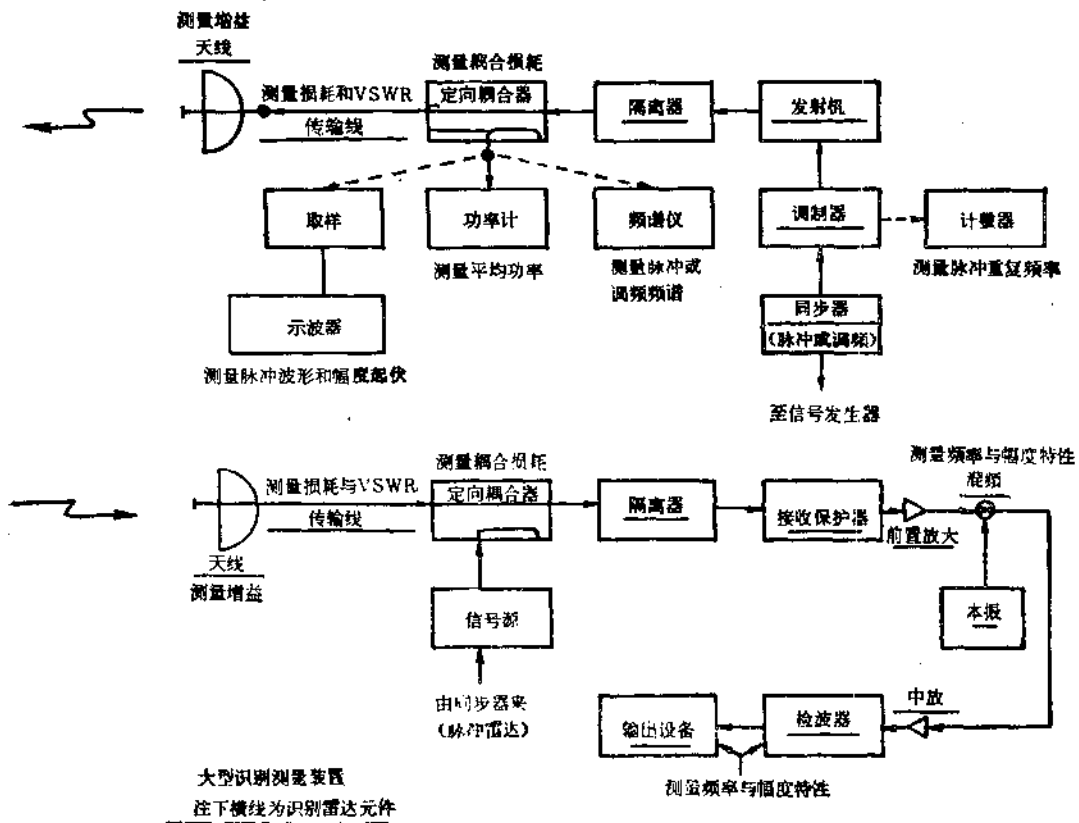 测量增益
天线
测量耦合损耗
测量损耗和VSWR
定向耦合器
隔离器
发射机
传输线
取样
功率计
频谱仪
调制器
计数器
测量平均功率
测量脉冲或
调频频谱
测量脉冲重复频率
示波器
同步器
(脉冲或调频)
测量脉冲波形和幅度起伏
至信号发生器
测量耦合损耗
测量频率与幅度特性
混频
测量损耗与VSWR
定向耦合器
隔离器
接收保护器
传输线
前置放大
天线
测量增益
信号源
本振
由同步器来
(脉冲雷达)
中放
输出设备
检波器
测量频率与幅度特性
大型识别测量装置
注下横线为识别雷达元件